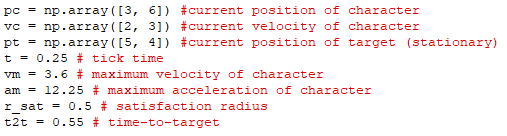 pc = np.array([3, 6]) #current position of character
vc = np.array([2, 3]) #current velocity of character
pt = np.array([5, 4]) #current position of target (stationary)
t = 0.25 # tick time
vm = 3.6 # maximum velocity of character
am = 12.25 # maximum acceleration of character
r_sat = 0.5 # satisfaction radius
t2t = 0.55 # time-to-target